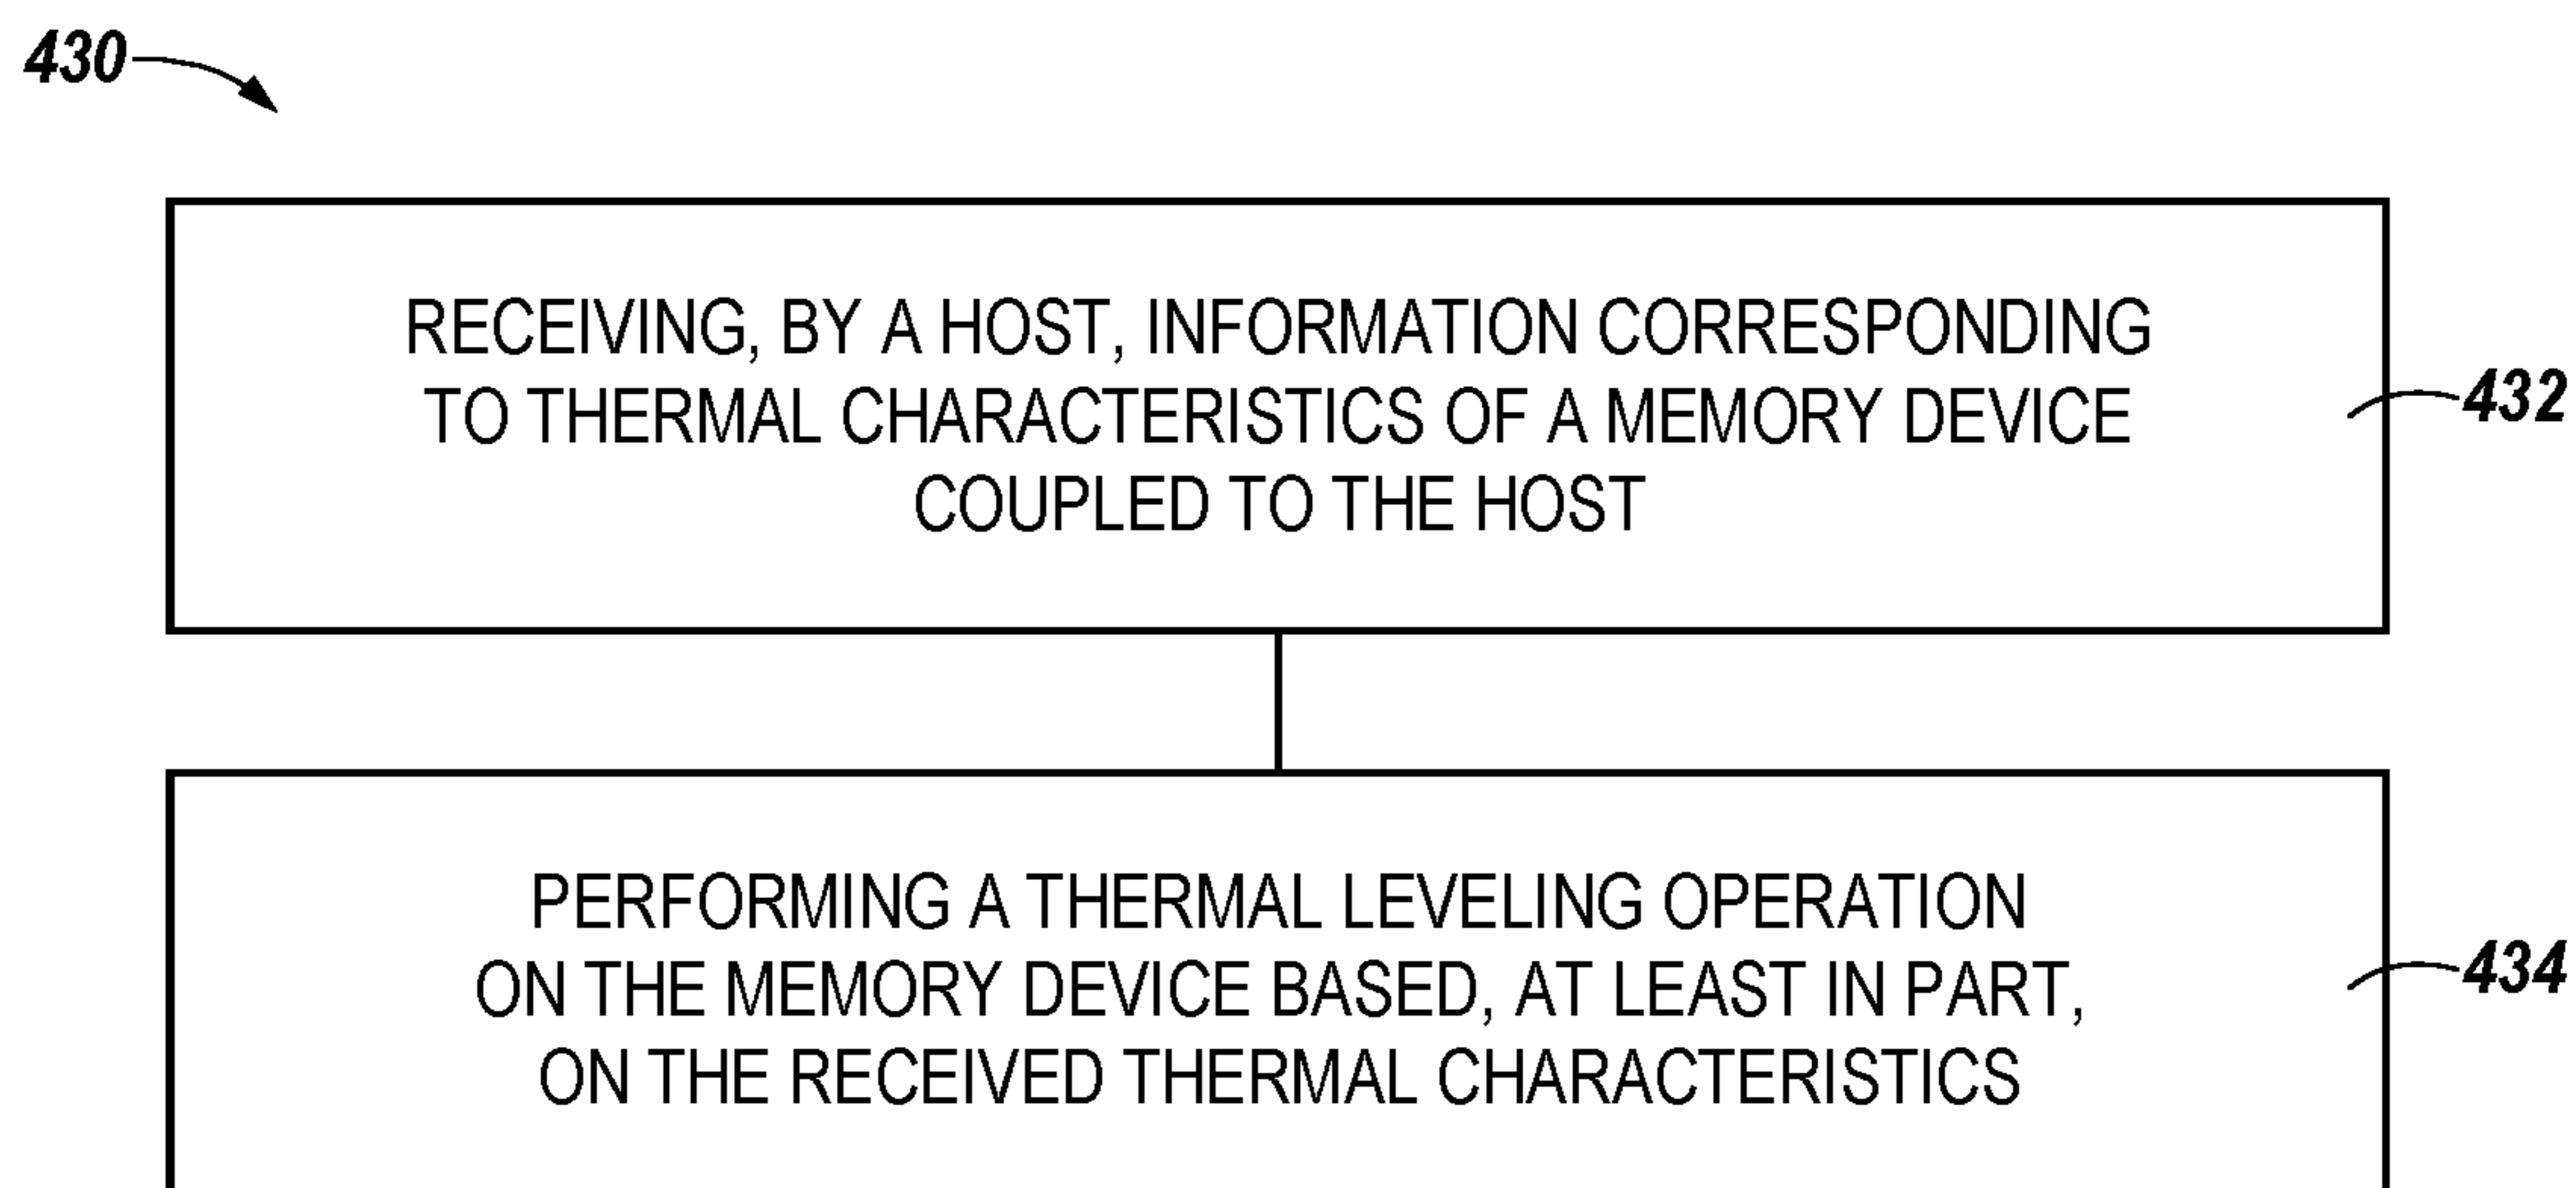 430
RECEIVING, BY A HOST, INFORMATION CORRESPONDING
TO THERMAL CHARACTERISTICS OF A MEMORY DEVICE
COUPLED TO THE HOST
432
PERFORMING A THERMAL LEVELING OPERATION
ON THE MEMORY DEVICE BASED, AT LEAST IN PART,
ON THE RECEIVED THERMAL CHARACTERISTICS
434